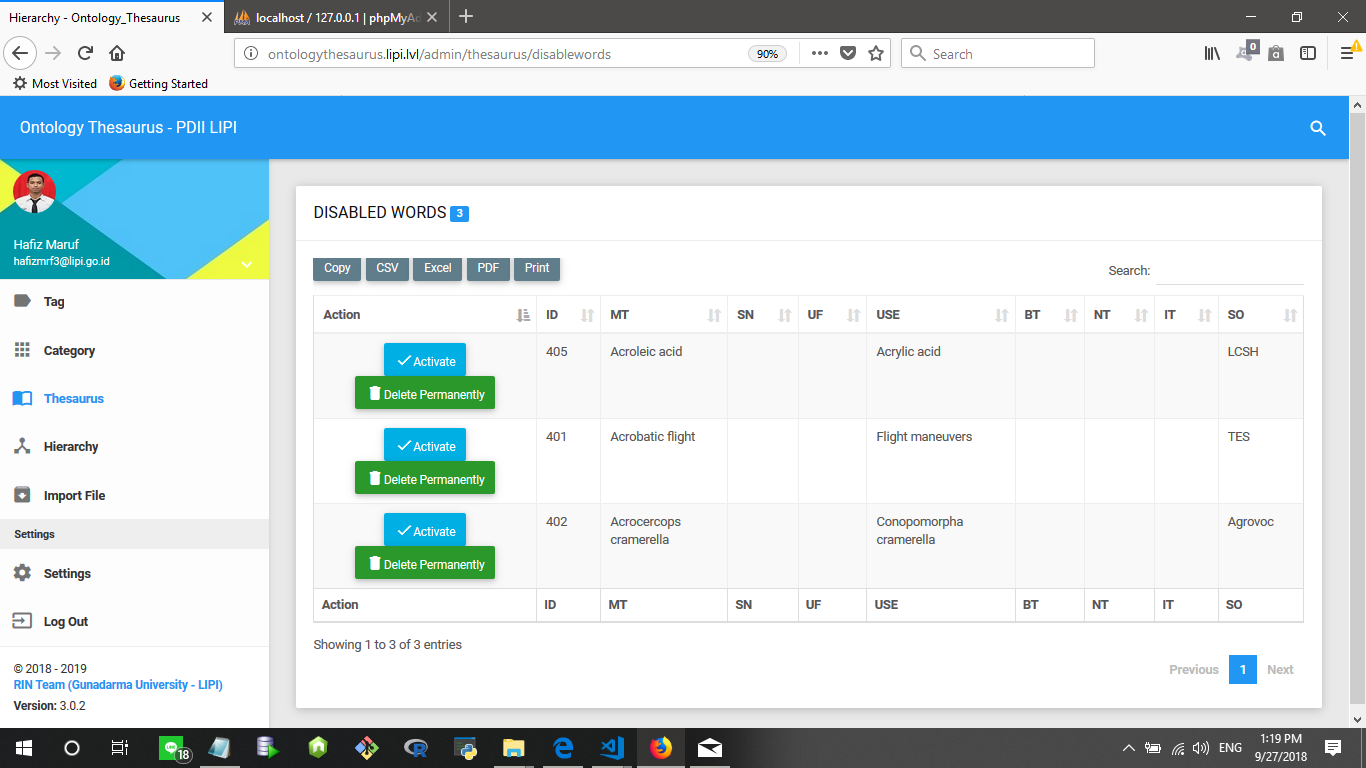 Hierarchy - Ontology_Thesaurus
localhost / 127.0.0.1 | phpMyAd
ontologythesaurus.lipi.lvl/admin/thesaurus/disablewords
90%
Search
0
Most Visited
Getting Started
Ontology Thesaurus - PDII LIPI
Hafiz Maruf
hafizmrf3@lipi.go.id
Tag
Category
Thesaurus
Hierarchy
Import File
Settings
Settings
Log Out
© 2018 - 2019
RIN Team (Gunadarma University - LIPI)
Version: 3.0.2
DISABLED WORDS 3
Copy CSV Excel PDF Print
Search:
Action ID MT SN UF USE BT NT IT SO
Activate
Delete Permanently
405 Acroleic acid Acrylic acid LCSH
Activate
Delete Permanently
401 Acrobatic flight Flight maneuvers TES
Activate
Delete Permanently
402 Acrocercops cramerella Conopomorpha cramerella Agrovoc
Action ID MT SN UF USE BT NT IT SO
Showing 1 to 3 of 3 entries
Previous 1 Next
18
ENG
1:19 PM
9/27/2018